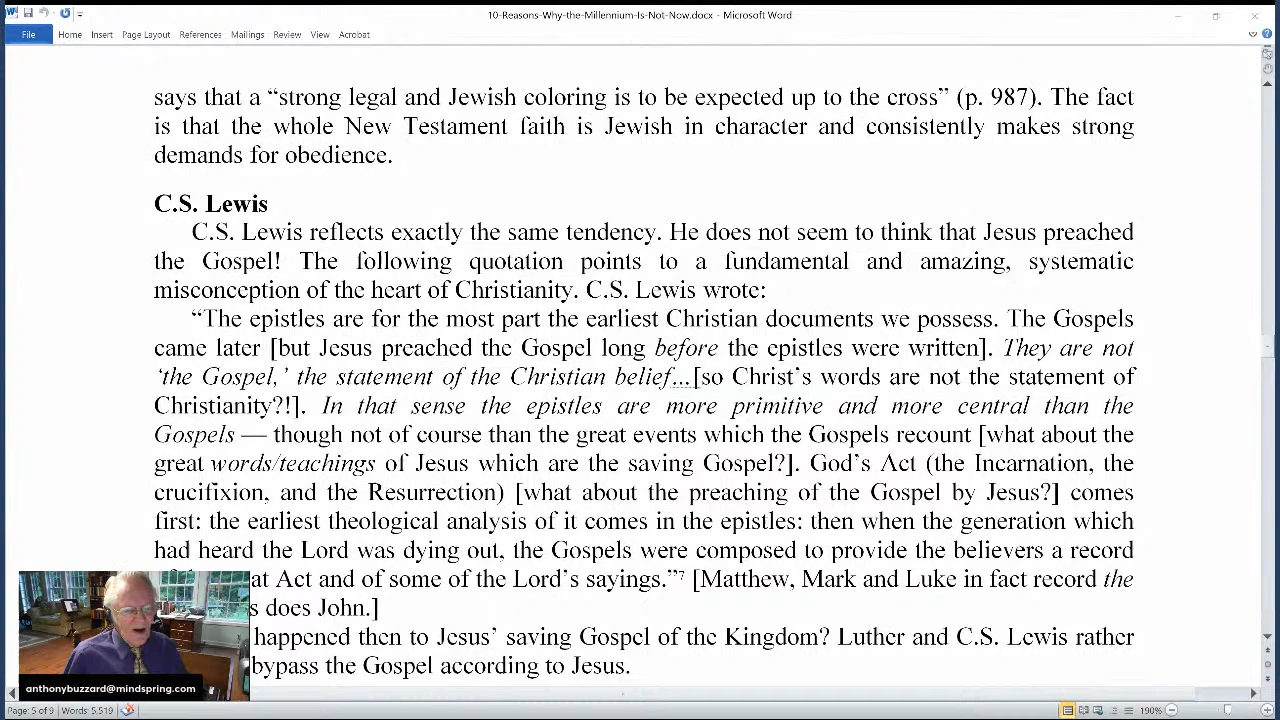 10-Reasons-Why-the-Millennium-Is-Not-Now.docx - Microsoft Word
File Home Insert Page Layout References Mailings Review View Acrobat
says that a “strong legal and Jewish coloring is to be expected up to the cross” (p. 987). The fact
is that the whole New Testament faith is Jewish in character and consistently makes strong
demands for obedience.
C.S. Lewis
C.S. Lewis reflects exactly the same tendency. He does not seem to think that Jesus preached
the Gospel! The following quotation points to a fundamental and amazing, systematic
misconception of the heart of Christianity. C.S. Lewis wrote:
“The epistles are for the most part the earliest Christian documents we possess. The Gospels
came later [but Jesus preached the Gospel long before the epistles were written]. They are not
‘the Gospel,’ the statement of the Christian belief...[so Christ’s words are not the statement of
Christianity?!]. In that sense the epistles are more primitive and more central than the
Gospels — though not of course than the great events which the Gospels recount [what about the
great words/teachings of Jesus which are the saving Gospel?]. God’s Act (the Incarnation, the
crucifixion, and the Resurrection) [what about the preaching of the Gospel by Jesus?] comes
first: the earliest theological analysis of it comes in the epistles: then when the generation which
had heard the Lord was dying out, the Gospels were composed to provide the believers a record
at Act and of some of the Lord’s sayings.”7 [Matthew, Mark and Luke in fact record the
s does John.]
happened then to Jesus’ saving Gospel of the Kingdom? Luther and C.S. Lewis rather
bypass the Gospel according to Jesus.
anthonybuzzard@mindspring.com
Page: 5 of 9 Words: 5,519 190%